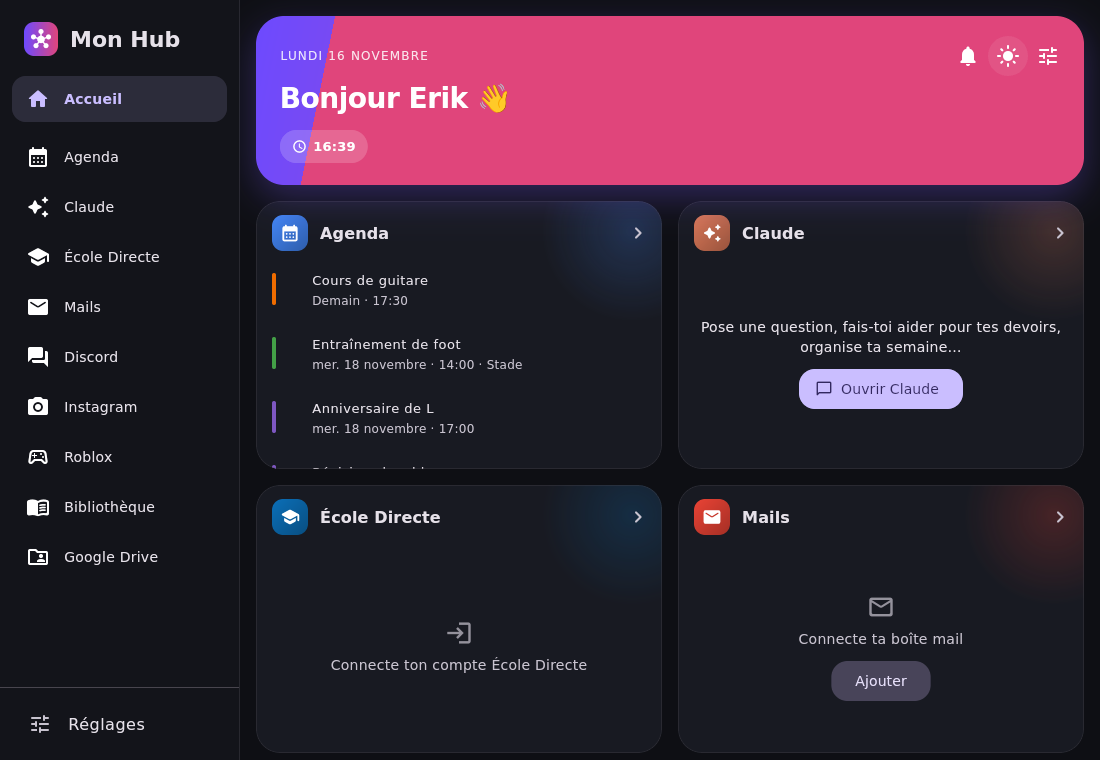 Mon Hub
Accueil
Agenda
Claude
École Directe
Mails
Discord
Instagram
Roblox
Bibliothèque
Google Drive
Réglages
LUNDI 16 NOVEMBRE
Bonjour Erik 👋
16:39
Agenda
Cours de guitare
Demain · 17:30
Entraînement de foot
mer. 18 novembre · 14:00 · Stade
Anniversaire de L
mer. 18 novembre · 17:00
Claude
Pose une question, fais-toi aider pour tes devoirs,
organise ta semaine…
Ouvrir Claude
École Directe
Connecte ton compte École Directe
Mails
Connecte ta boîte mail
Ajouter